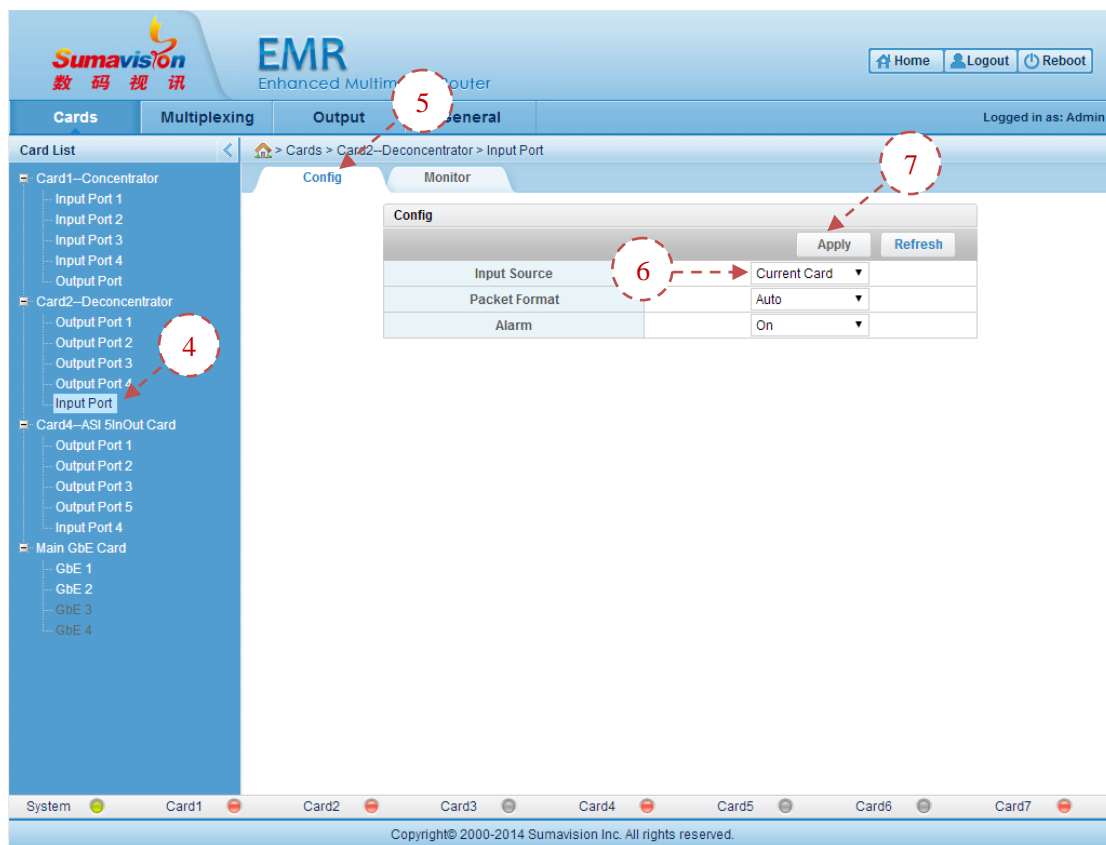 Sumavision
数码视讯
EMR
Enhanced Multim outer
Home Logout Reboot
5
Cards Multiplexing Output eneral Logged in as: Admin
Card List
> Cards > Card2--Deconcentrator > Input Port
7
Card1--Concentrator
Input Port 1
Input Port 2
Input Port 3
Input Port 4
Output Port
Card2--Deconcentrator
Output Port 1
Output Port 2
Output Port 3
Output Port 4
Input Port
4
Card4--ASI 5InOut Card
Output Port 1
Output Port 2
Output Port 3
Output Port 5
Input Port 4
Main GbE Card
GbE 1
GbE 2
GbE 3
GbE 4
Config Monitor
Config
Apply Refresh
6
Input Source Current Card
Packet Format Auto
Alarm On
System Card1 Card2 Card3 Card4 Card5 Card6 Card7
Copyright© 2000-2014 Sumavision Inc. All rights reserved.